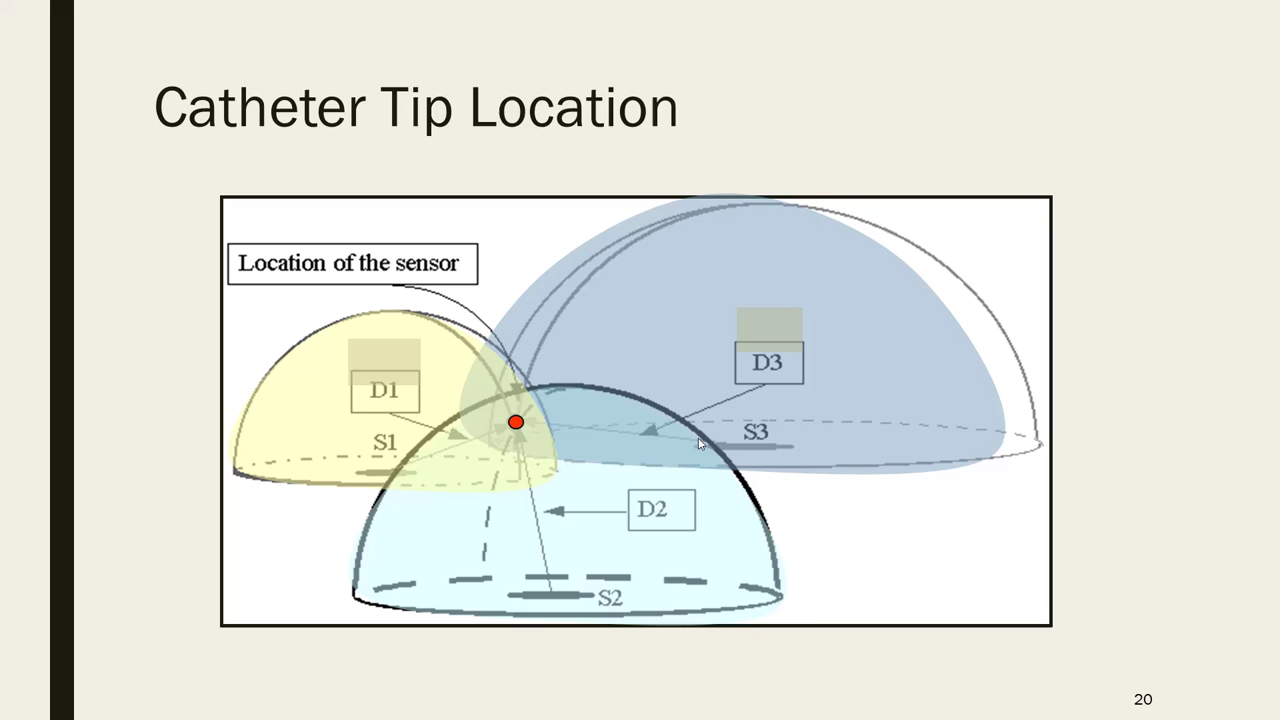 Catheter Tip Location
Location of the sensor
D1
D3
S1
S3
D2
S2
20